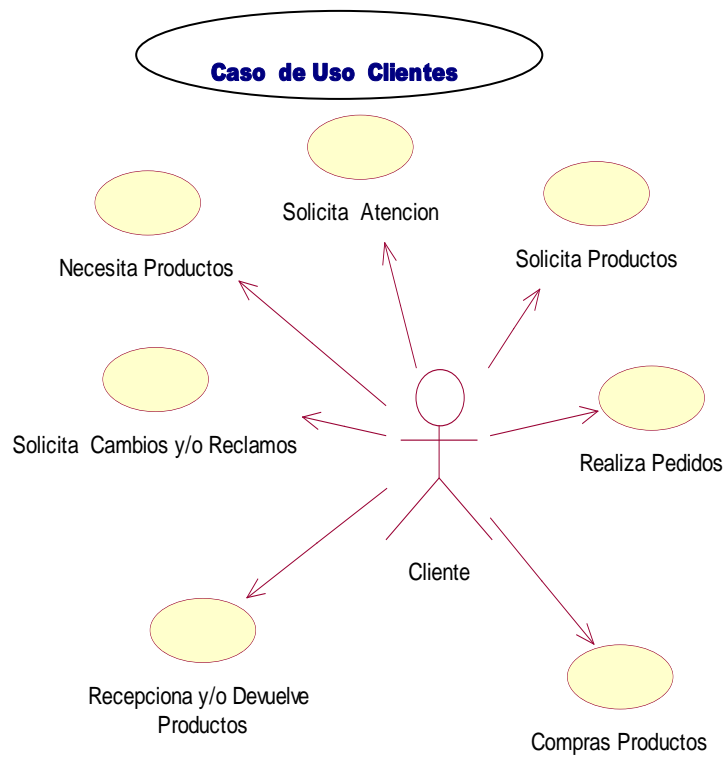 Caso de Uso Clientes
Solicita Atencion
Necesita Productos
Solicita Productos
Solicita Cambios y/o Reclamos
Realiza Pedidos
Cliente
Recepciona y/o Devuelve
Productos
Compras Productos